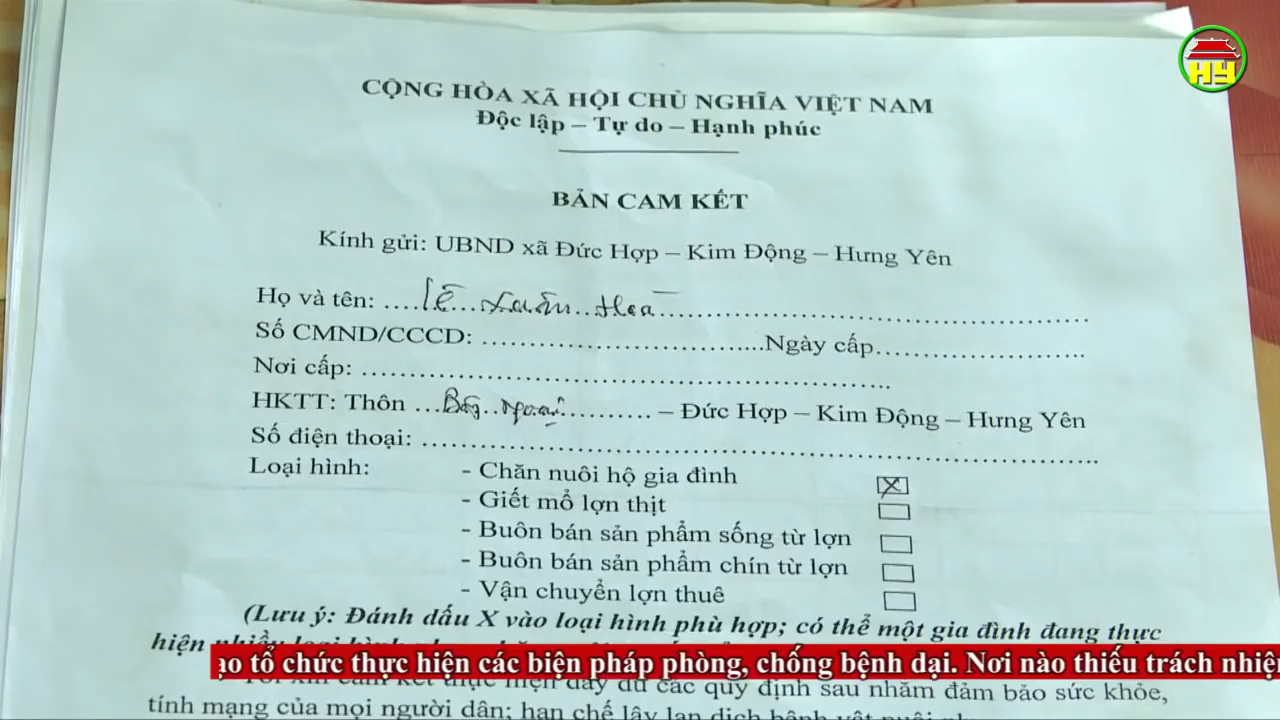 HY
CỘNG HÒA XÃ HỘI CHỦ NGHĨA VIỆT NAM
Độc lập – Tự do – Hạnh phúc
BẢN CAM KẾT
Kính gửi: UBND xã Đức Hợp – Kim Động – Hưng Yên
Họ và tên: ....Lê...Xuân..Hoa......
Số CMND/CCCD: ............Ngày cấp............
Nơi cấp: ............
HKTT: Thôn ............ – Đức Hợp – Kim Động – Hưng Yên
Số điện thoại: ............
Loại hình: - Chăn nuôi hộ gia đình X
- Giết mổ lợn thịt
- Buôn bán sản phẩm sống từ lợn
- Buôn bán sản phẩm chín từ lợn
- Vận chuyển lợn thuê
(Lưu ý: Đánh dấu X vào loại hình phù hợp; có thể một gia đình đang thực
hiện nhiều loại hình
ạo tổ chức thực hiện các biện pháp phòng, chống bệnh dại. Nơi nào thiếu trách nhiệ
Tôi xin cam kết thực hiện đầy đủ các quy định sau nhằm đảm bảo sức khỏe,
tính mạng của mọi người dân; hạn chế lây lan dịch bệnh vật nuôi